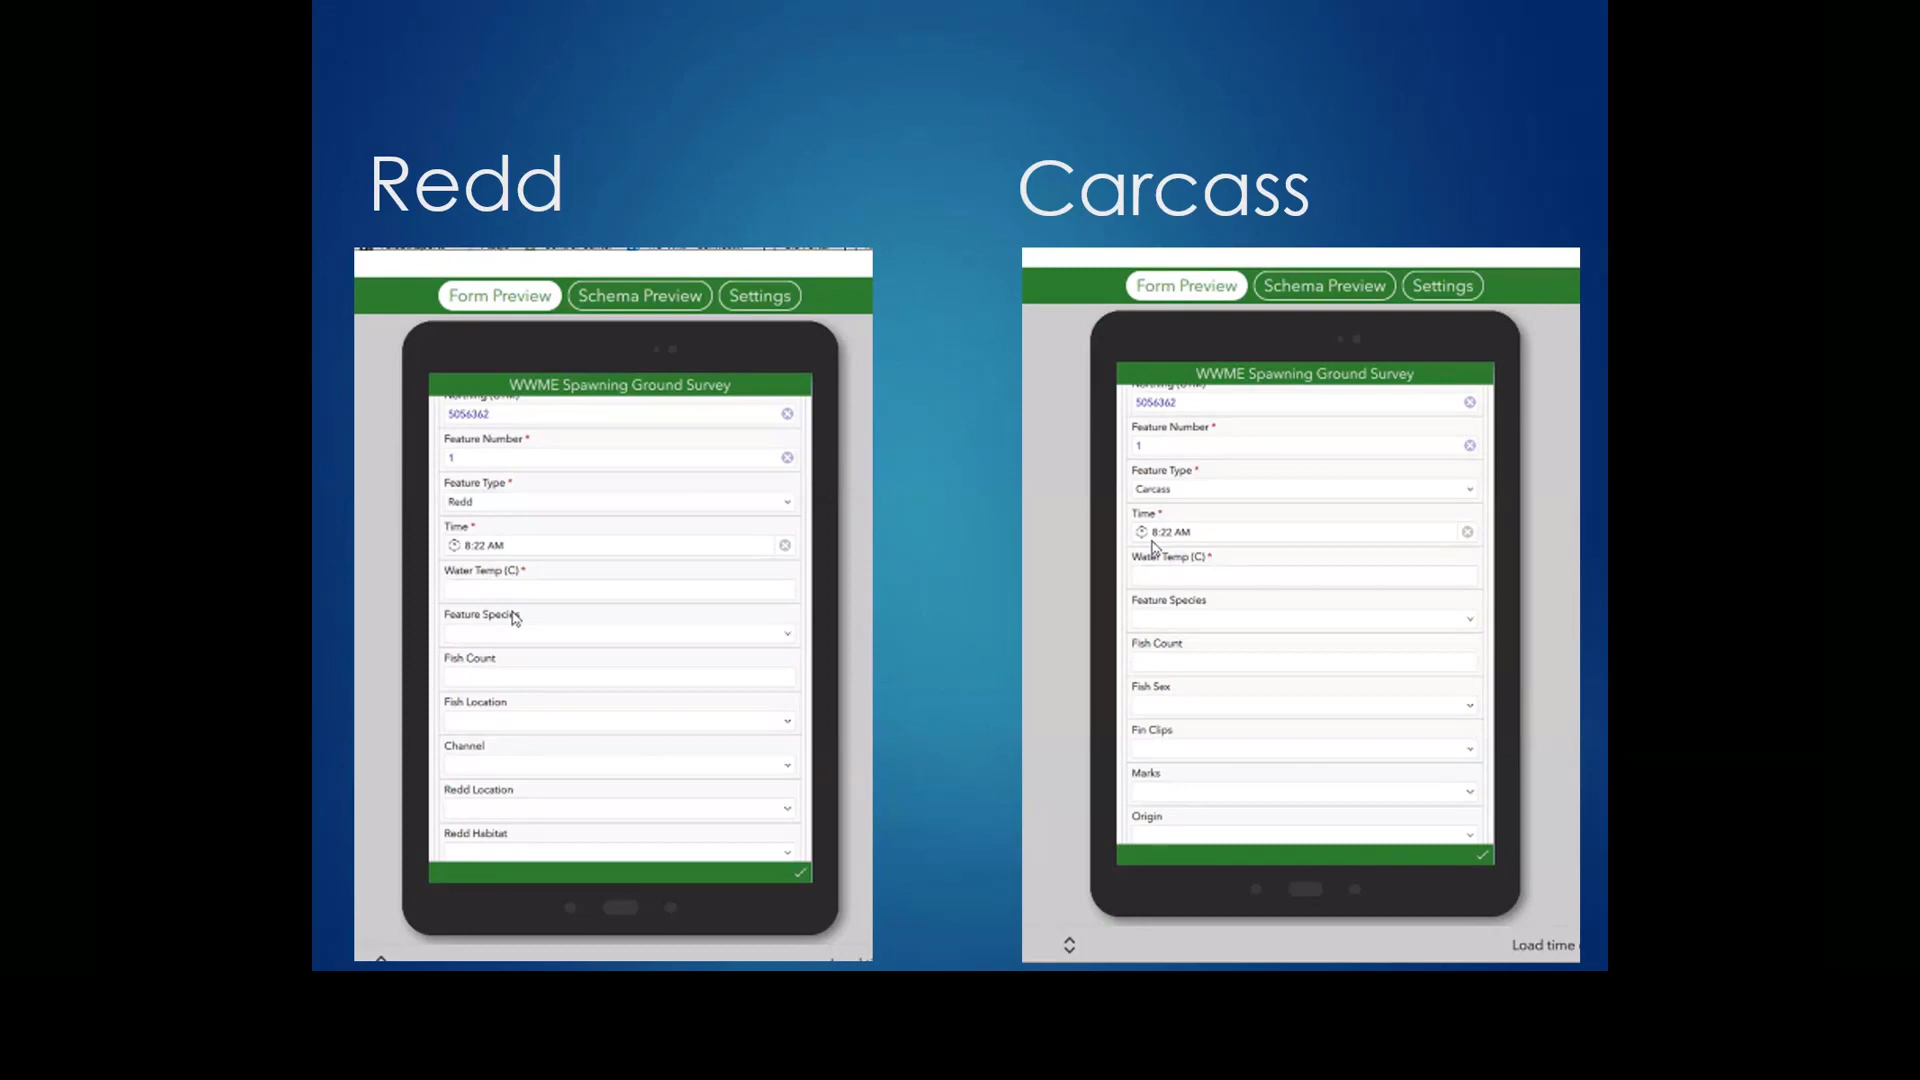 Redd
Form Preview
Schema Preview
Settings
WWME Spawning Ground Survey
5056362
Feature Number *
1
Feature Type *
Redd
Time *
8:22 AM
Water Temp (C) *
Feature Species
Fish Count
Fish Location
Channel
Redd Location
Redd Habitat
Carcass
Form Preview
Schema Preview
Settings
WWME Spawning Ground Survey
5056362
Feature Number *
1
Feature Type *
Carcass
Time *
8:22 AM
Water Temp (C) *
Feature Species
Fish Count
Fish Sex
Fin Clips
Marks
Origin
Load time